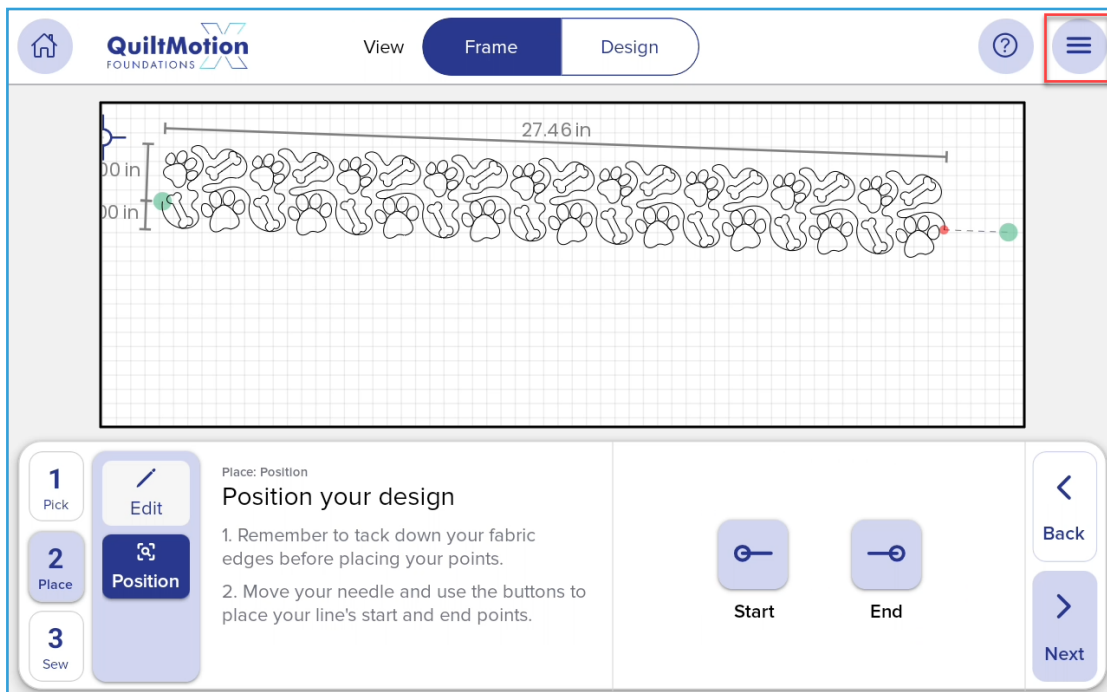 QuiltMotion
FOUNDATIONS
View
Frame
Design
27.46 in
00 in
00 in
1
Pick
2
Place
3
Sew
Edit
Position
Place: Position
Position your design
1. Remember to tack down your fabric
edges before placing your points.
2. Move your needle and use the buttons to
place your line's start and end points.
Start
End
Back
Next